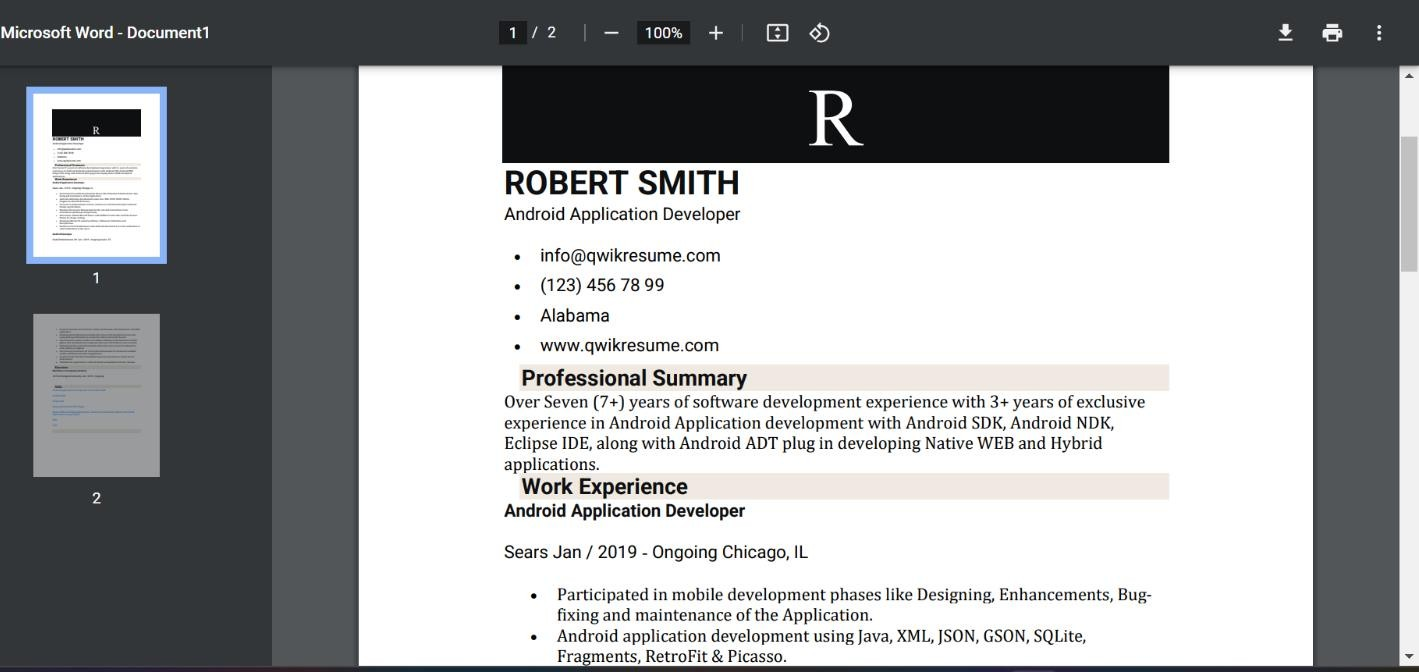 Microsoft Word - Document1
1 / 2
100%
R
ROBERT SMITH
Android Application Developer
• info@qwikresume.com
• (123) 456 78 99
• Alabama
• www.qwikresume.com
Professional Summary
Over Seven (7+) years of software development experience with 3+ years of exclusive
experience in Android Application development with Android SDK, Android NDK,
Eclipse IDE, along with Android ADT plug in developing Native WEB and Hybrid
applications.
Work Experience
Android Application Developer
Sears Jan / 2019 - Ongoing Chicago, IL
• Participated in mobile development phases like Designing, Enhancements, Bug-
fixing and maintenance of the Application.
• Android application development using Java, XML, JSON, GSON, SQLite,
Fragments, RetroFit & Picasso.
R
ROBERT SMITH
1
2